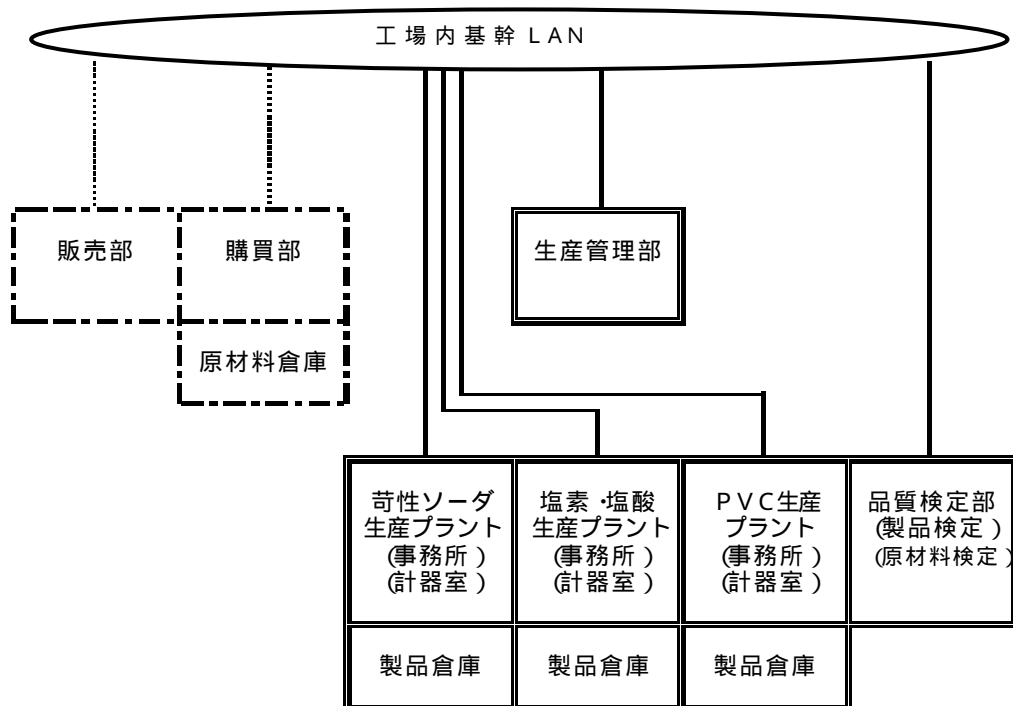 工場内基幹LAN
販売部
購買部
生産管理部
原材料倉庫
苛性ソーダ
生産プラント
(事務所)
(計器室)
塩素・塩酸
生産プラント
(事務所)
(計器室)
PVC生産
プラント
(事務所)
(計器室)
品質検定部
(製品検定)
(原材料検定)
製品倉庫
製品倉庫
製品倉庫